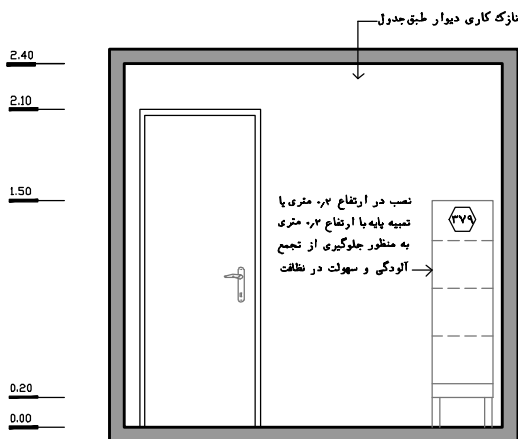 نازک کاری دیوار طبق جدول
2.40
2.10
1.50
نصب در ارتفاع ۰٫۲ متری یا
تعبیه پایه با ارتفاع ۰٫۲ متری
به منظور جلوگیری از تجمع
آلودگی و سهولت در نظافت
۳۷۹
0.20
0.00